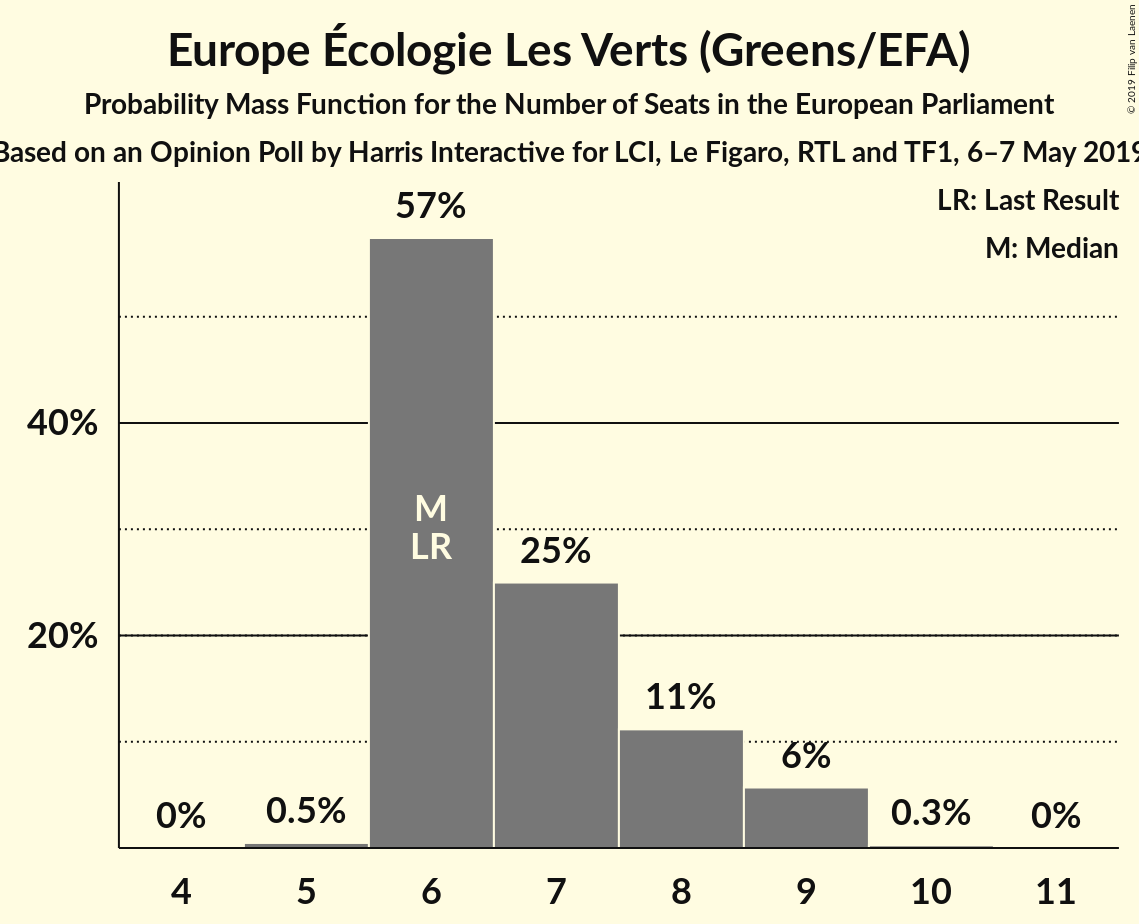 Europe Écologie Les Verts (Greens/EFA)
Probability Mass Function for the Number of Seats in the European Parliament
Based on an Opinion Poll by Harris Interactive for LCI, Le Figaro, RTL and TF1, 6–7 May 2019
© 2019 Filip van Laenen
LR: Last Result
M: Median
57%
40%
M
LR
25%
20%
11%
6%
0%
0.5%
0.3%
0%
4 5 6 7 8 9 10 11